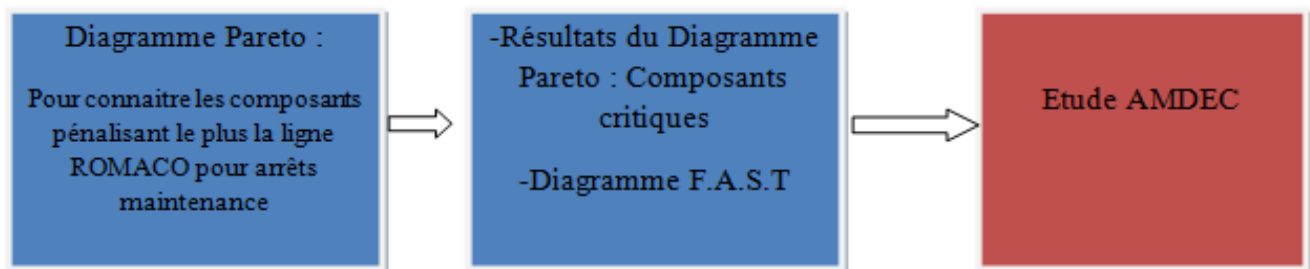 Diagramme Pareto :
Pour connaitre les composants
pénalisant le plus la ligne
ROMACO pour arrêts
maintenance
-Résultats du Diagramme
Pareto : Composants
critiques
-Diagramme F.A.S.T
Etude AMDEC